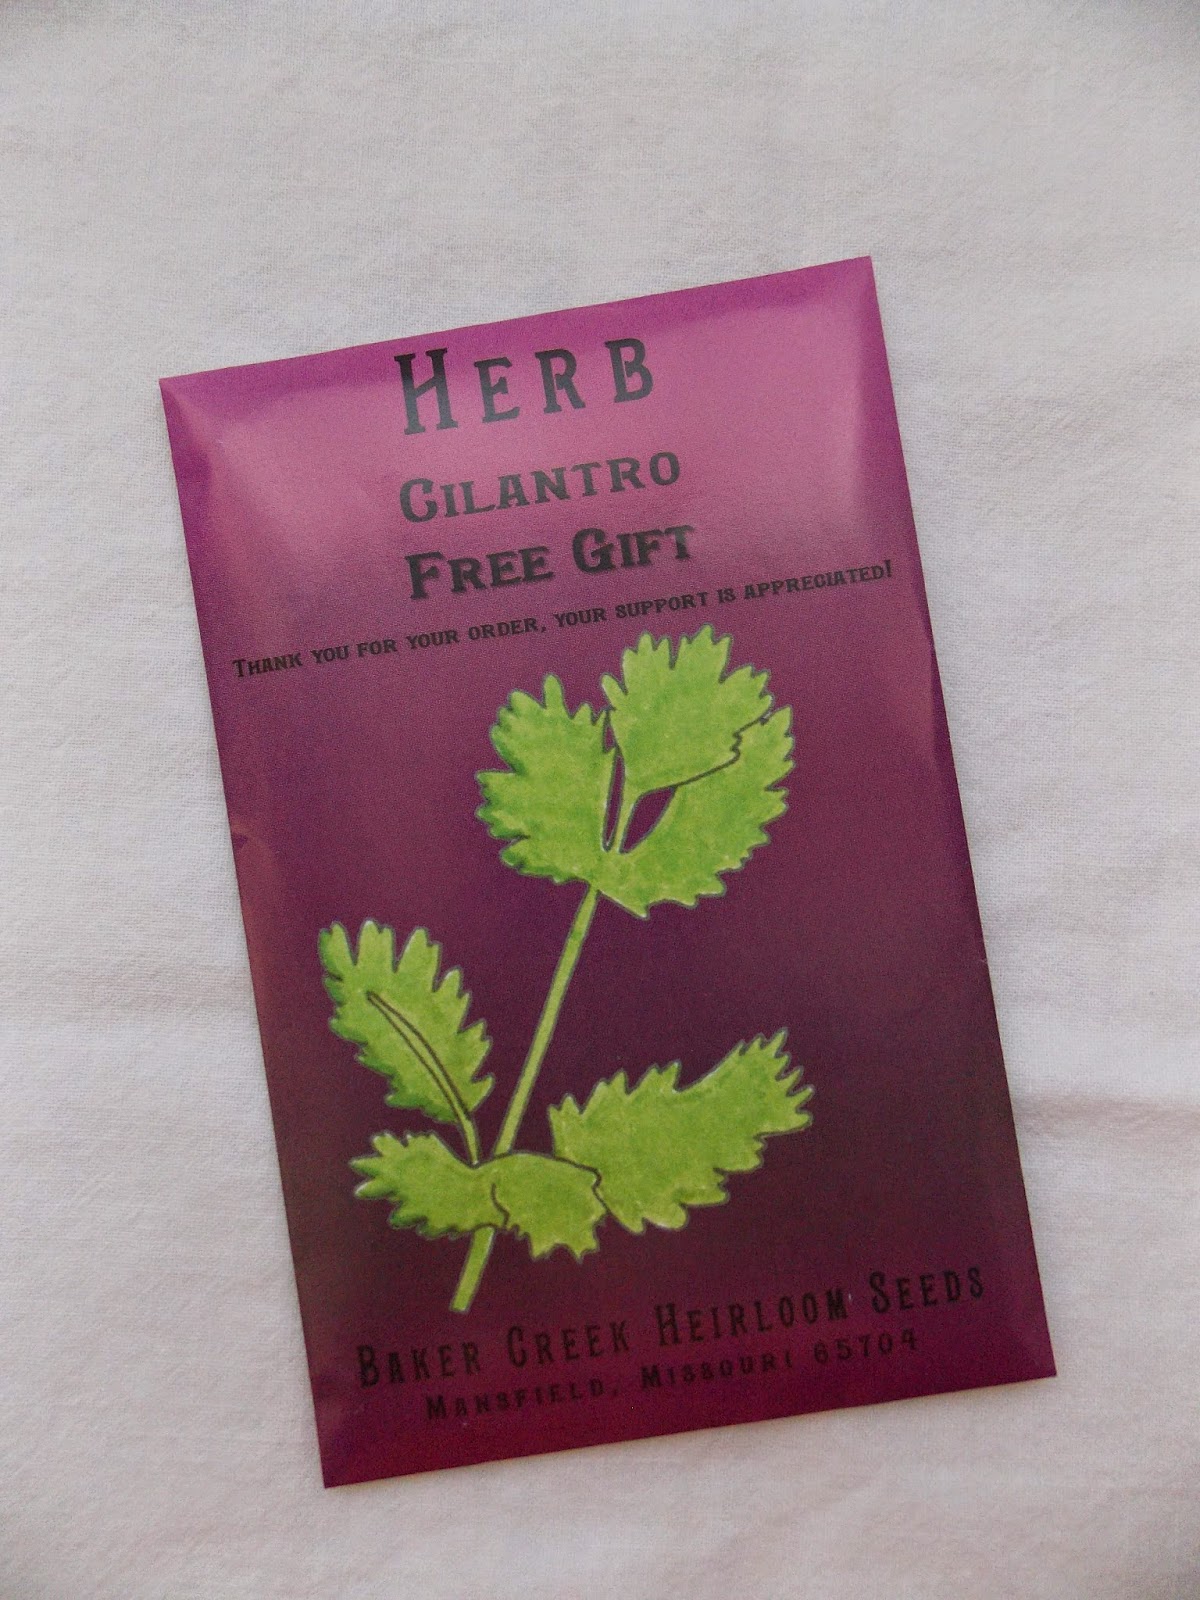 Herb
Cilantro
Free Gift
Thank you for your order, your support is appreciated!
Baker Creek Heirloom Seeds
Mansfield, Missouri 65704